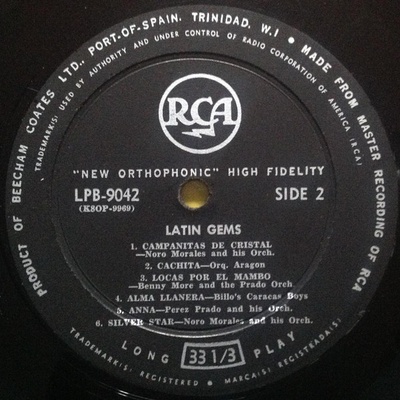 PRODUCT OF BEECHAM COATES LTD., PORT-OF-SPAIN, TRINIDAD, W.I • MADE FROM MASTER RECORDING OF RCA
TRADEMARK(S) USED BY AUTHORITY AND UNDER CONTROL OF RADIO CORPORATION OF AMERICA (RCA)
RCA
"NEW ORTHOPHONIC" HIGH FIDELITY
LPB-9042 SIDE 2
(K8OP-9969)
LATIN GEMS
1. CAMPANITAS DE CRISTAL
—Noro Morales and his Orch.
2. CACHITA—Orq. Aragon
3. LOCAS POR EL MAMBO
—Benny More and the Prado Orch
4. ALMA LLANERA—Billo's Caracas Boys
5. ANNA—Perez Prado and his Orch.
6. SILVER STAR—Noro Morales and his Orch.
LONG 33 1/3 PLAY
TRADEMARK(S) REGISTERED • MARCA(S) REGISTRADA(S)